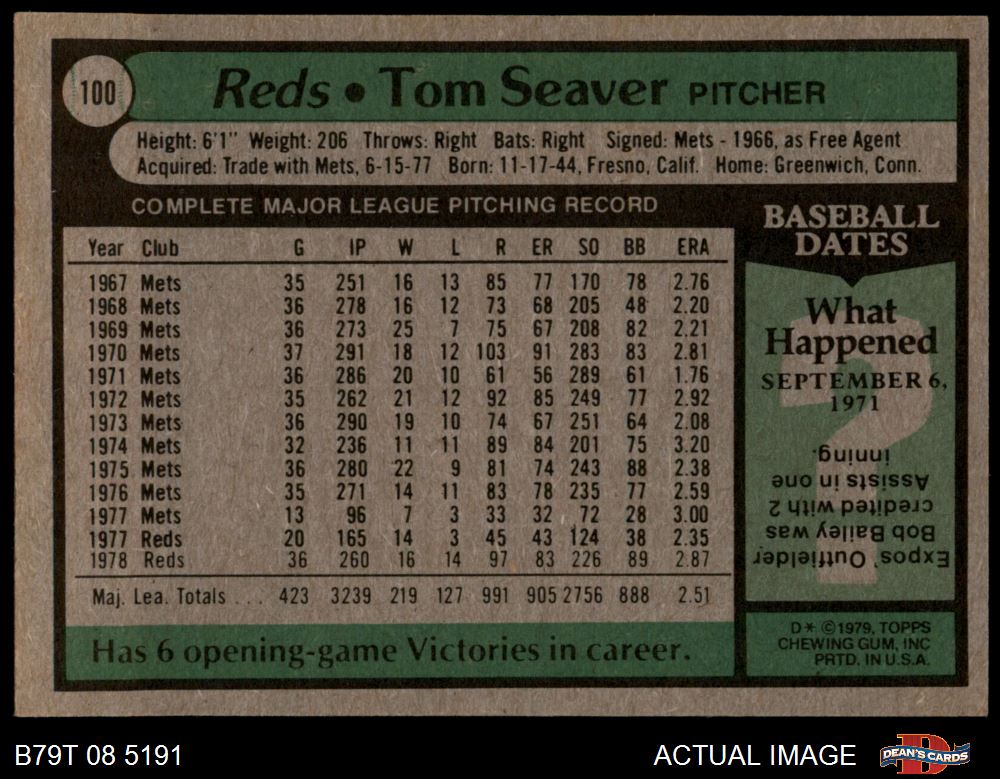 100
Reds • Tom Seaver PITCHER
Height: 6'1" Weight: 206 Throws: Right Bats: Right Signed: Mets - 1966, as Free Agent
Acquired: Trade with Mets, 6-15-77 Born: 11-17-44, Fresno, Calif. Home: Greenwich, Conn.
COMPLETE MAJOR LEAGUE PITCHING RECORD
Year Club G IP W L R ER SO BB ERA
1967 Mets 35 251 16 13 85 77 170 78 2.76
1968 Mets 36 278 16 12 73 68 205 48 2.20
1969 Mets 36 273 25 7 75 67 208 82 2.21
1970 Mets 37 291 18 12 103 91 283 83 2.81
1971 Mets 36 286 20 10 61 56 289 61 1.76
1972 Mets 35 262 21 12 92 85 249 77 2.92
1973 Mets 36 290 19 10 74 67 251 64 2.08
1974 Mets 32 236 11 11 89 84 201 75 3.20
1975 Mets 36 280 22 9 81 74 243 88 2.38
1976 Mets 35 271 14 11 83 78 235 77 2.59
1977 Mets 13 96 7 3 33 32 72 28 3.00
1977 Reds 20 165 14 3 45 43 124 38 2.35
1978 Reds 36 260 16 14 97 83 226 89 2.87
Maj. Lea. Totals ... 423 3239 219 127 991 905 2756 888 2.51
Has 6 opening-game Victories in career.
BASEBALL
DATES
What
Happened
SEPTEMBER 6,
1971
Expos' Outfielder
Bob Bailey was
credited with 2
Assists in one
inning.
D* ©1979, TOPPS
CHEWING GUM, INC
PRTD. IN U.S.A.
B79T 08 5191
ACTUAL IMAGE
DEAN'S CARDS